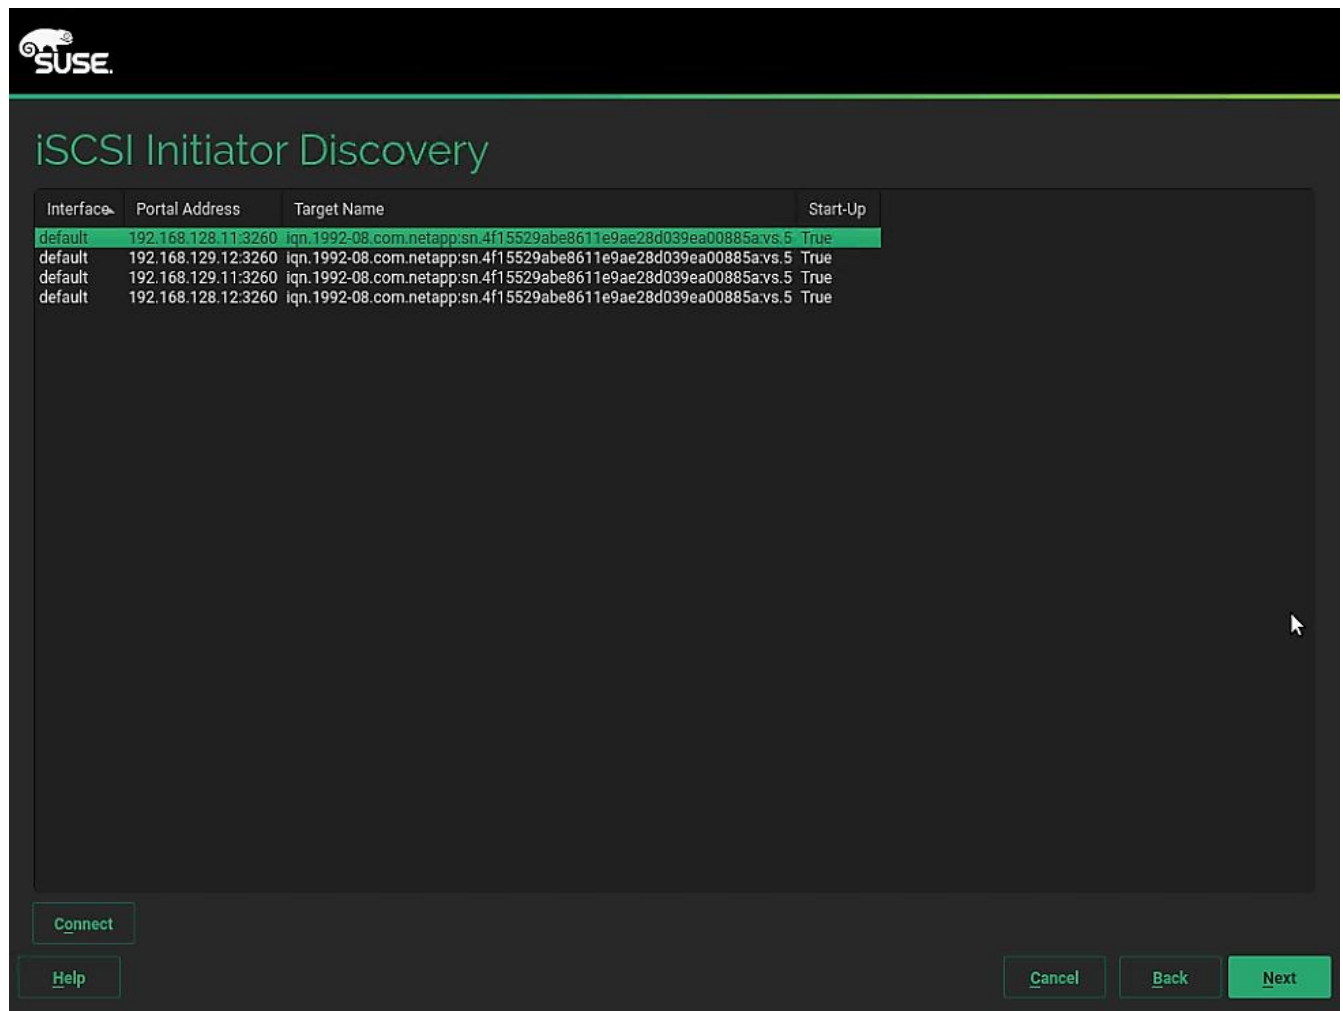 SUSE.
iSCSI Initiator Discovery
Interface Portal Address Target Name Start-Up
default 192.168.128.11:3260 iqn.1992-08.com.netapp:sn.4f15529abe8611e9ae28d039ea00885a:vs.5 True
default 192.168.129.12:3260 iqn.1992-08.com.netapp:sn.4f15529abe8611e9ae28d039ea00885a:vs.5 True
default 192.168.129.11:3260 iqn.1992-08.com.netapp:sn.4f15529abe8611e9ae28d039ea00885a:vs.5 True
default 192.168.128.12:3260 iqn.1992-08.com.netapp:sn.4f15529abe8611e9ae28d039ea00885a:vs.5 True
Connect
Help Cancel Back Next